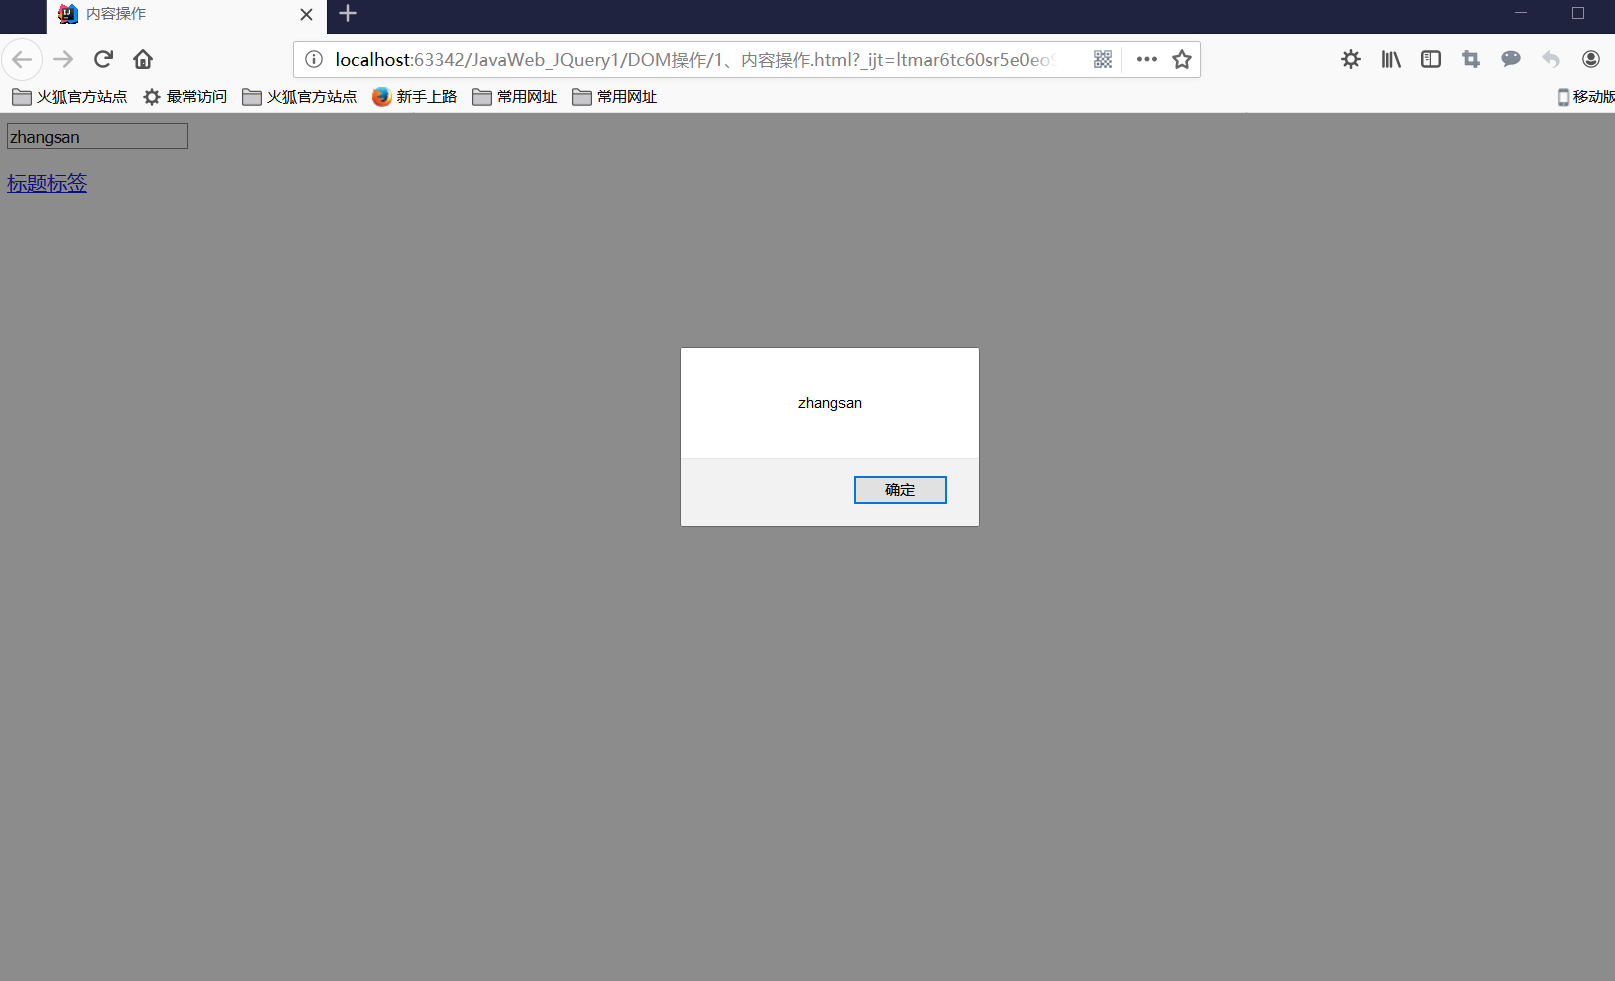 内容操作
localhost:63342/JavaWeb_JQuery1/DOM操作/1、内容操作.html?_ijt=ltmar6tc60sr5e0eo
火狐官方站点 最常访问 火狐官方站点 新手上路 常用网址 常用网址 移动版
zhangsan
标题标签
zhangsan
确定